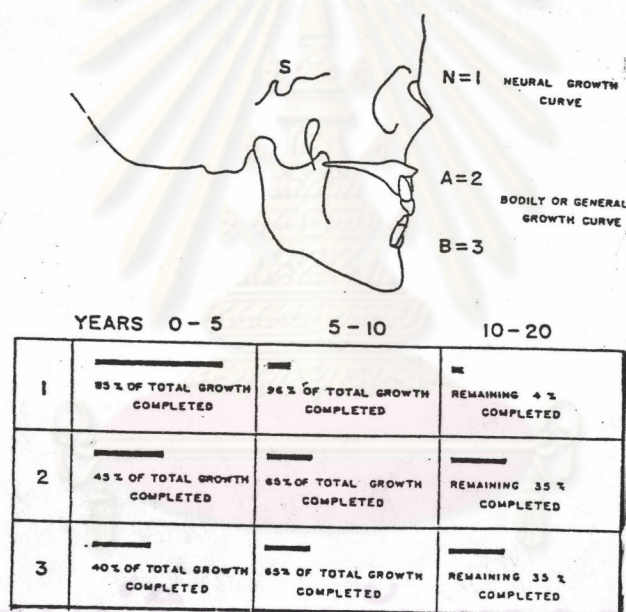 S
N=1 NEURAL GROWTH
CURVE
A=2
BODILY OR GENERAL
GROWTH CURVE
B=3
YEARS 0-5 5-10 10-20
1
85% OF TOTAL GROWTH
COMPLETED
96% OF TOTAL GROWTH
COMPLETED
REMAINING 4%
COMPLETED
2
45% OF TOTAL GROWTH
COMPLETED
65% OF TOTAL GROWTH
COMPLETED
REMAINING 35%
COMPLETED
3
40% OF TOTAL GROWTH
COMPLETED
65% OF TOTAL GROWTH
COMPLETED
REMAINING 35%
COMPLETED